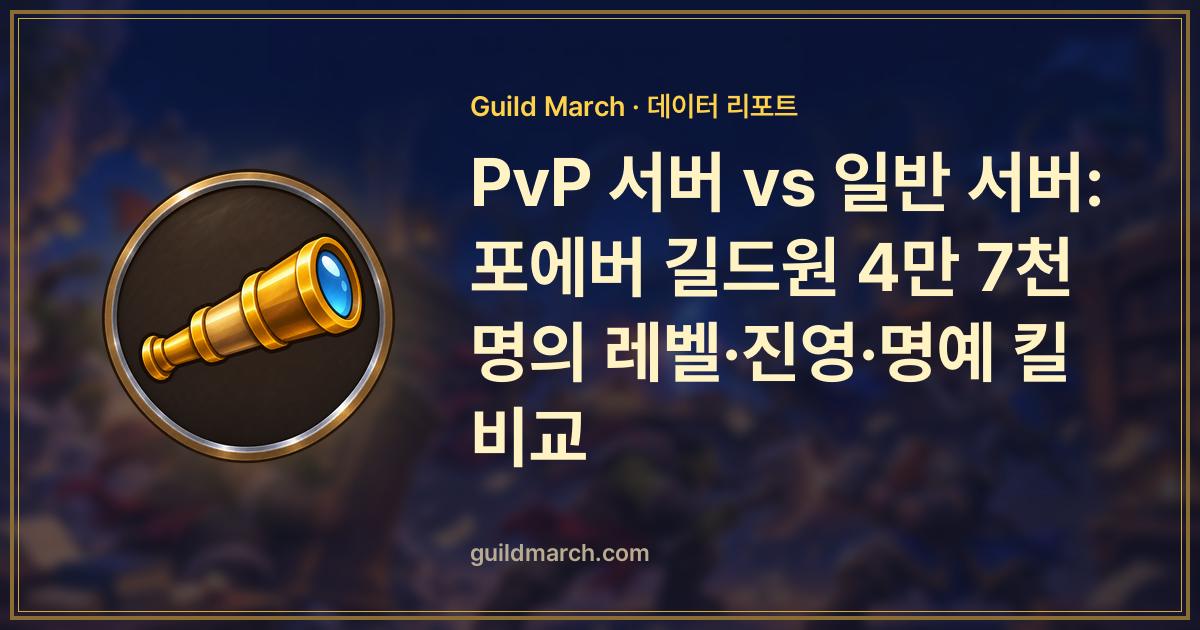 Guild March · 데이터 리포트
PvP 서버 vs 일반 서버:
포에버 길드원 4만 7천
명의 레벨·진영·명예 킬
비교
guildmarch.com